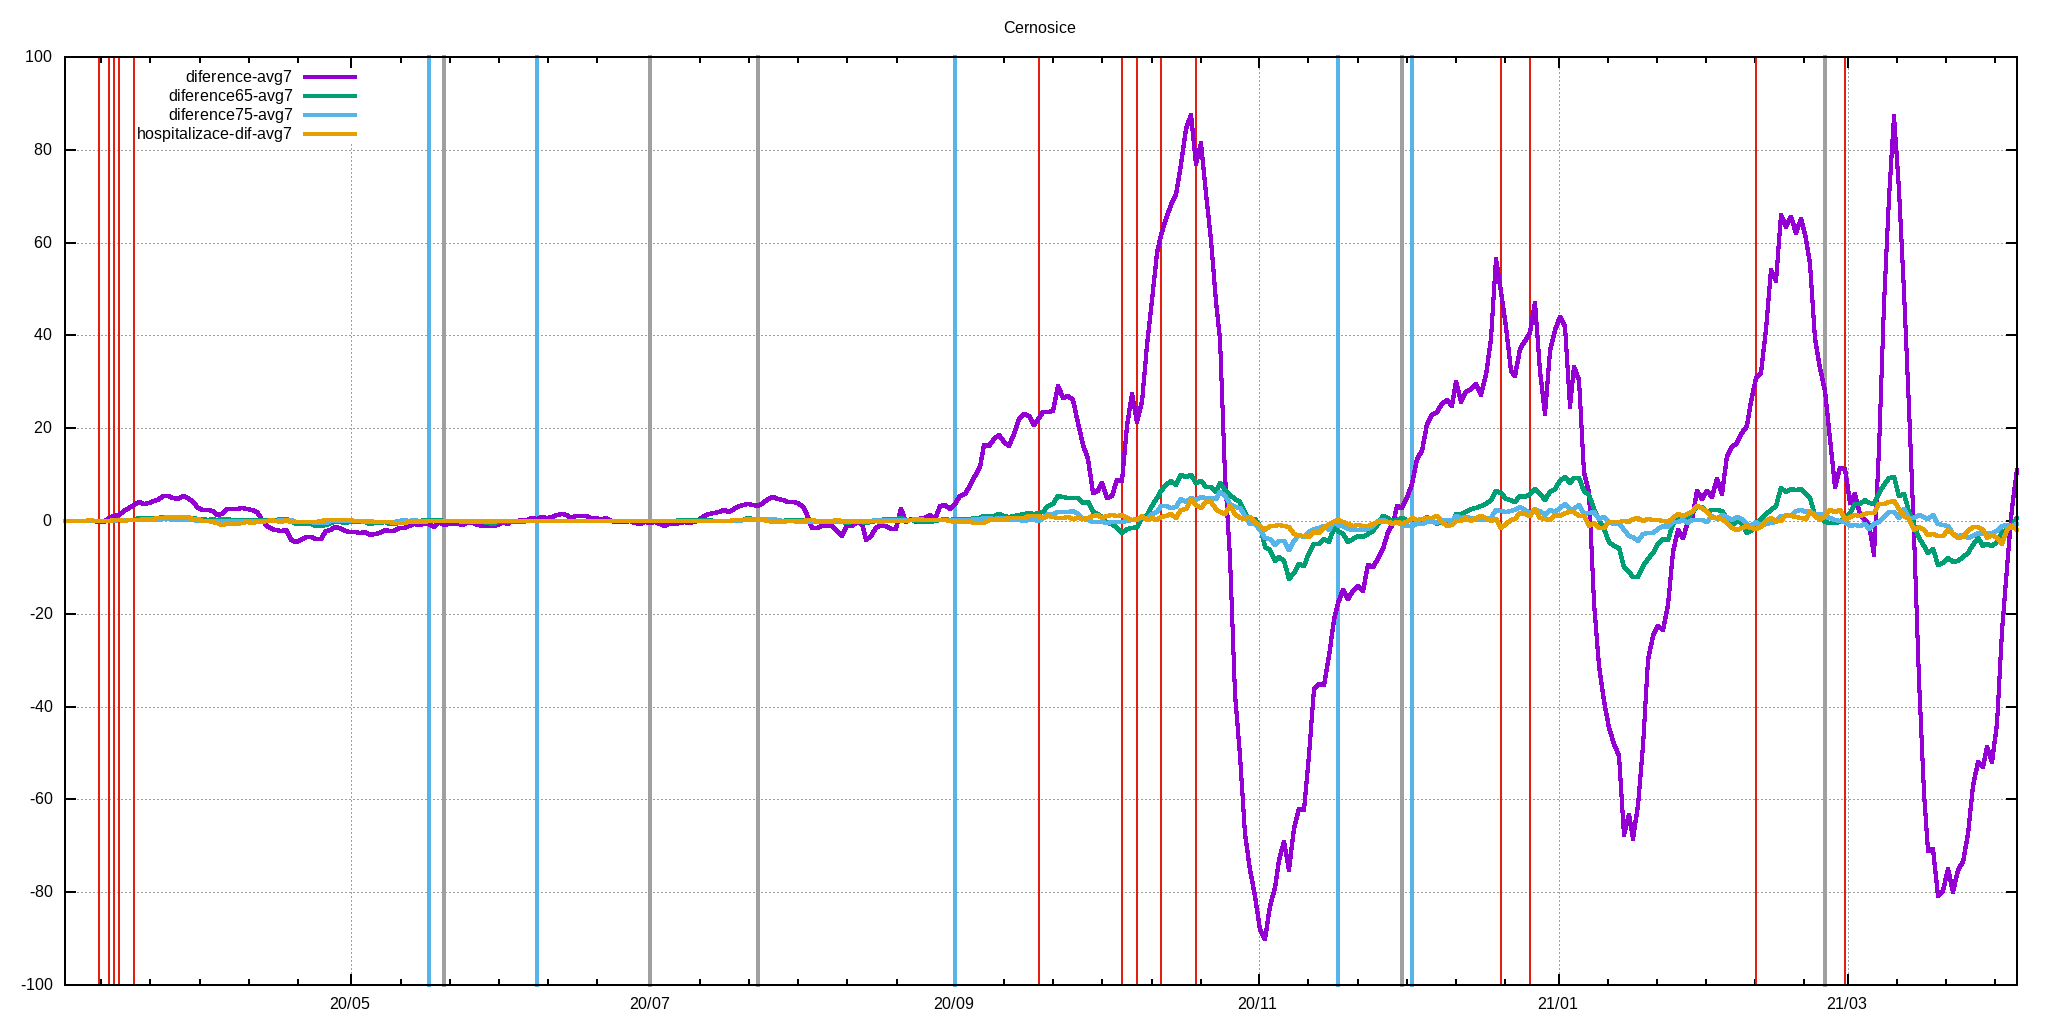 Cernosice
diference-avg7
diference65-avg7
diference75-avg7
hospitalizace-dif-avg7
100
80
60
40
20
0
-20
-40
-60
-80
-100
20/05 20/07 20/09 20/11 21/01 21/03